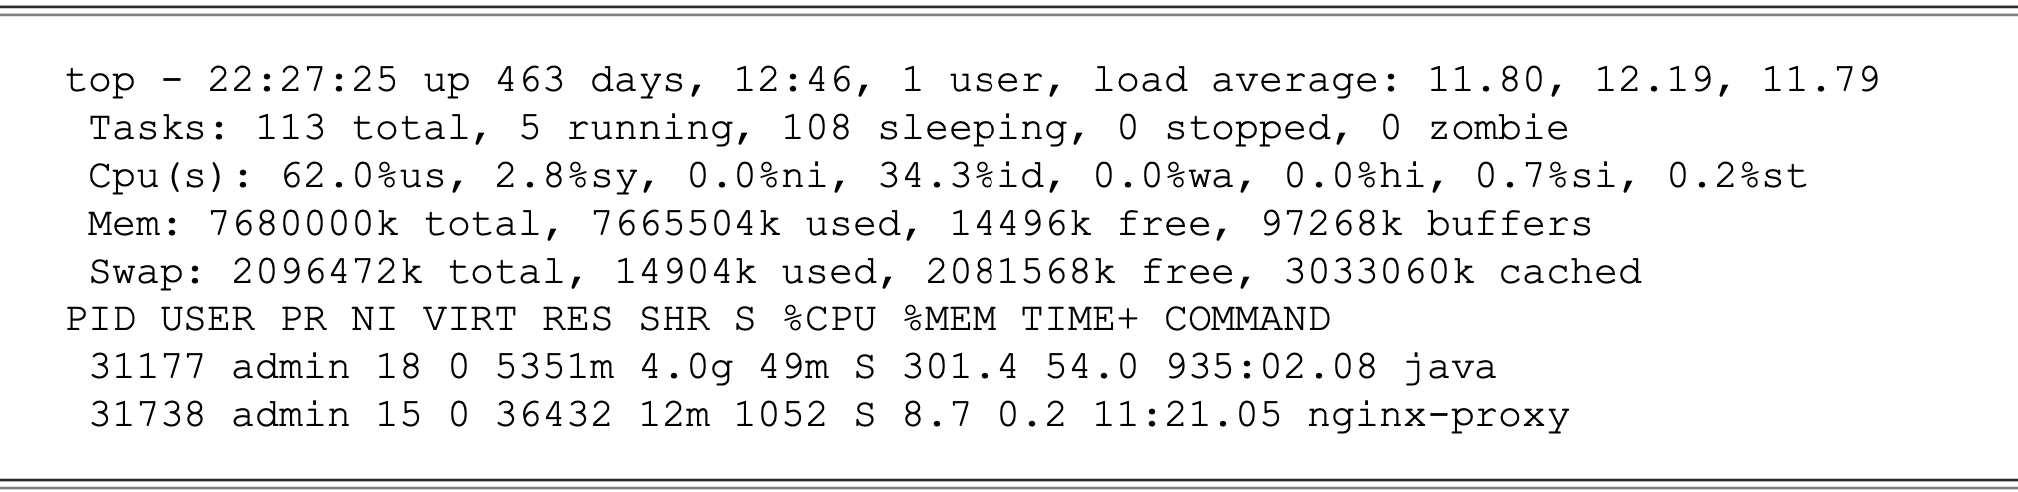 top - 22:27:25 up 463 days, 12:46, 1 user, load average: 11.80, 12.19, 11.79
Tasks: 113 total, 5 running, 108 sleeping, 0 stopped, 0 zombie
Cpu(s): 62.0%us, 2.8%sy, 0.0%ni, 34.3%id, 0.0%wa, 0.0%hi, 0.7%si, 0.2%st
Mem: 7680000k total, 7665504k used, 14496k free, 97268k buffers
Swap: 2096472k total, 14904k used, 2081568k free, 3033060k cached
PID USER PR NI VIRT RES SHR S %CPU %MEM TIME+ COMMAND
31177 admin 18 0 5351m 4.0g 49m S 301.4 54.0 935:02.08 java
31738 admin 15 0 36432 12m 1052 S 8.7 0.2 11:21.05 nginx-proxy